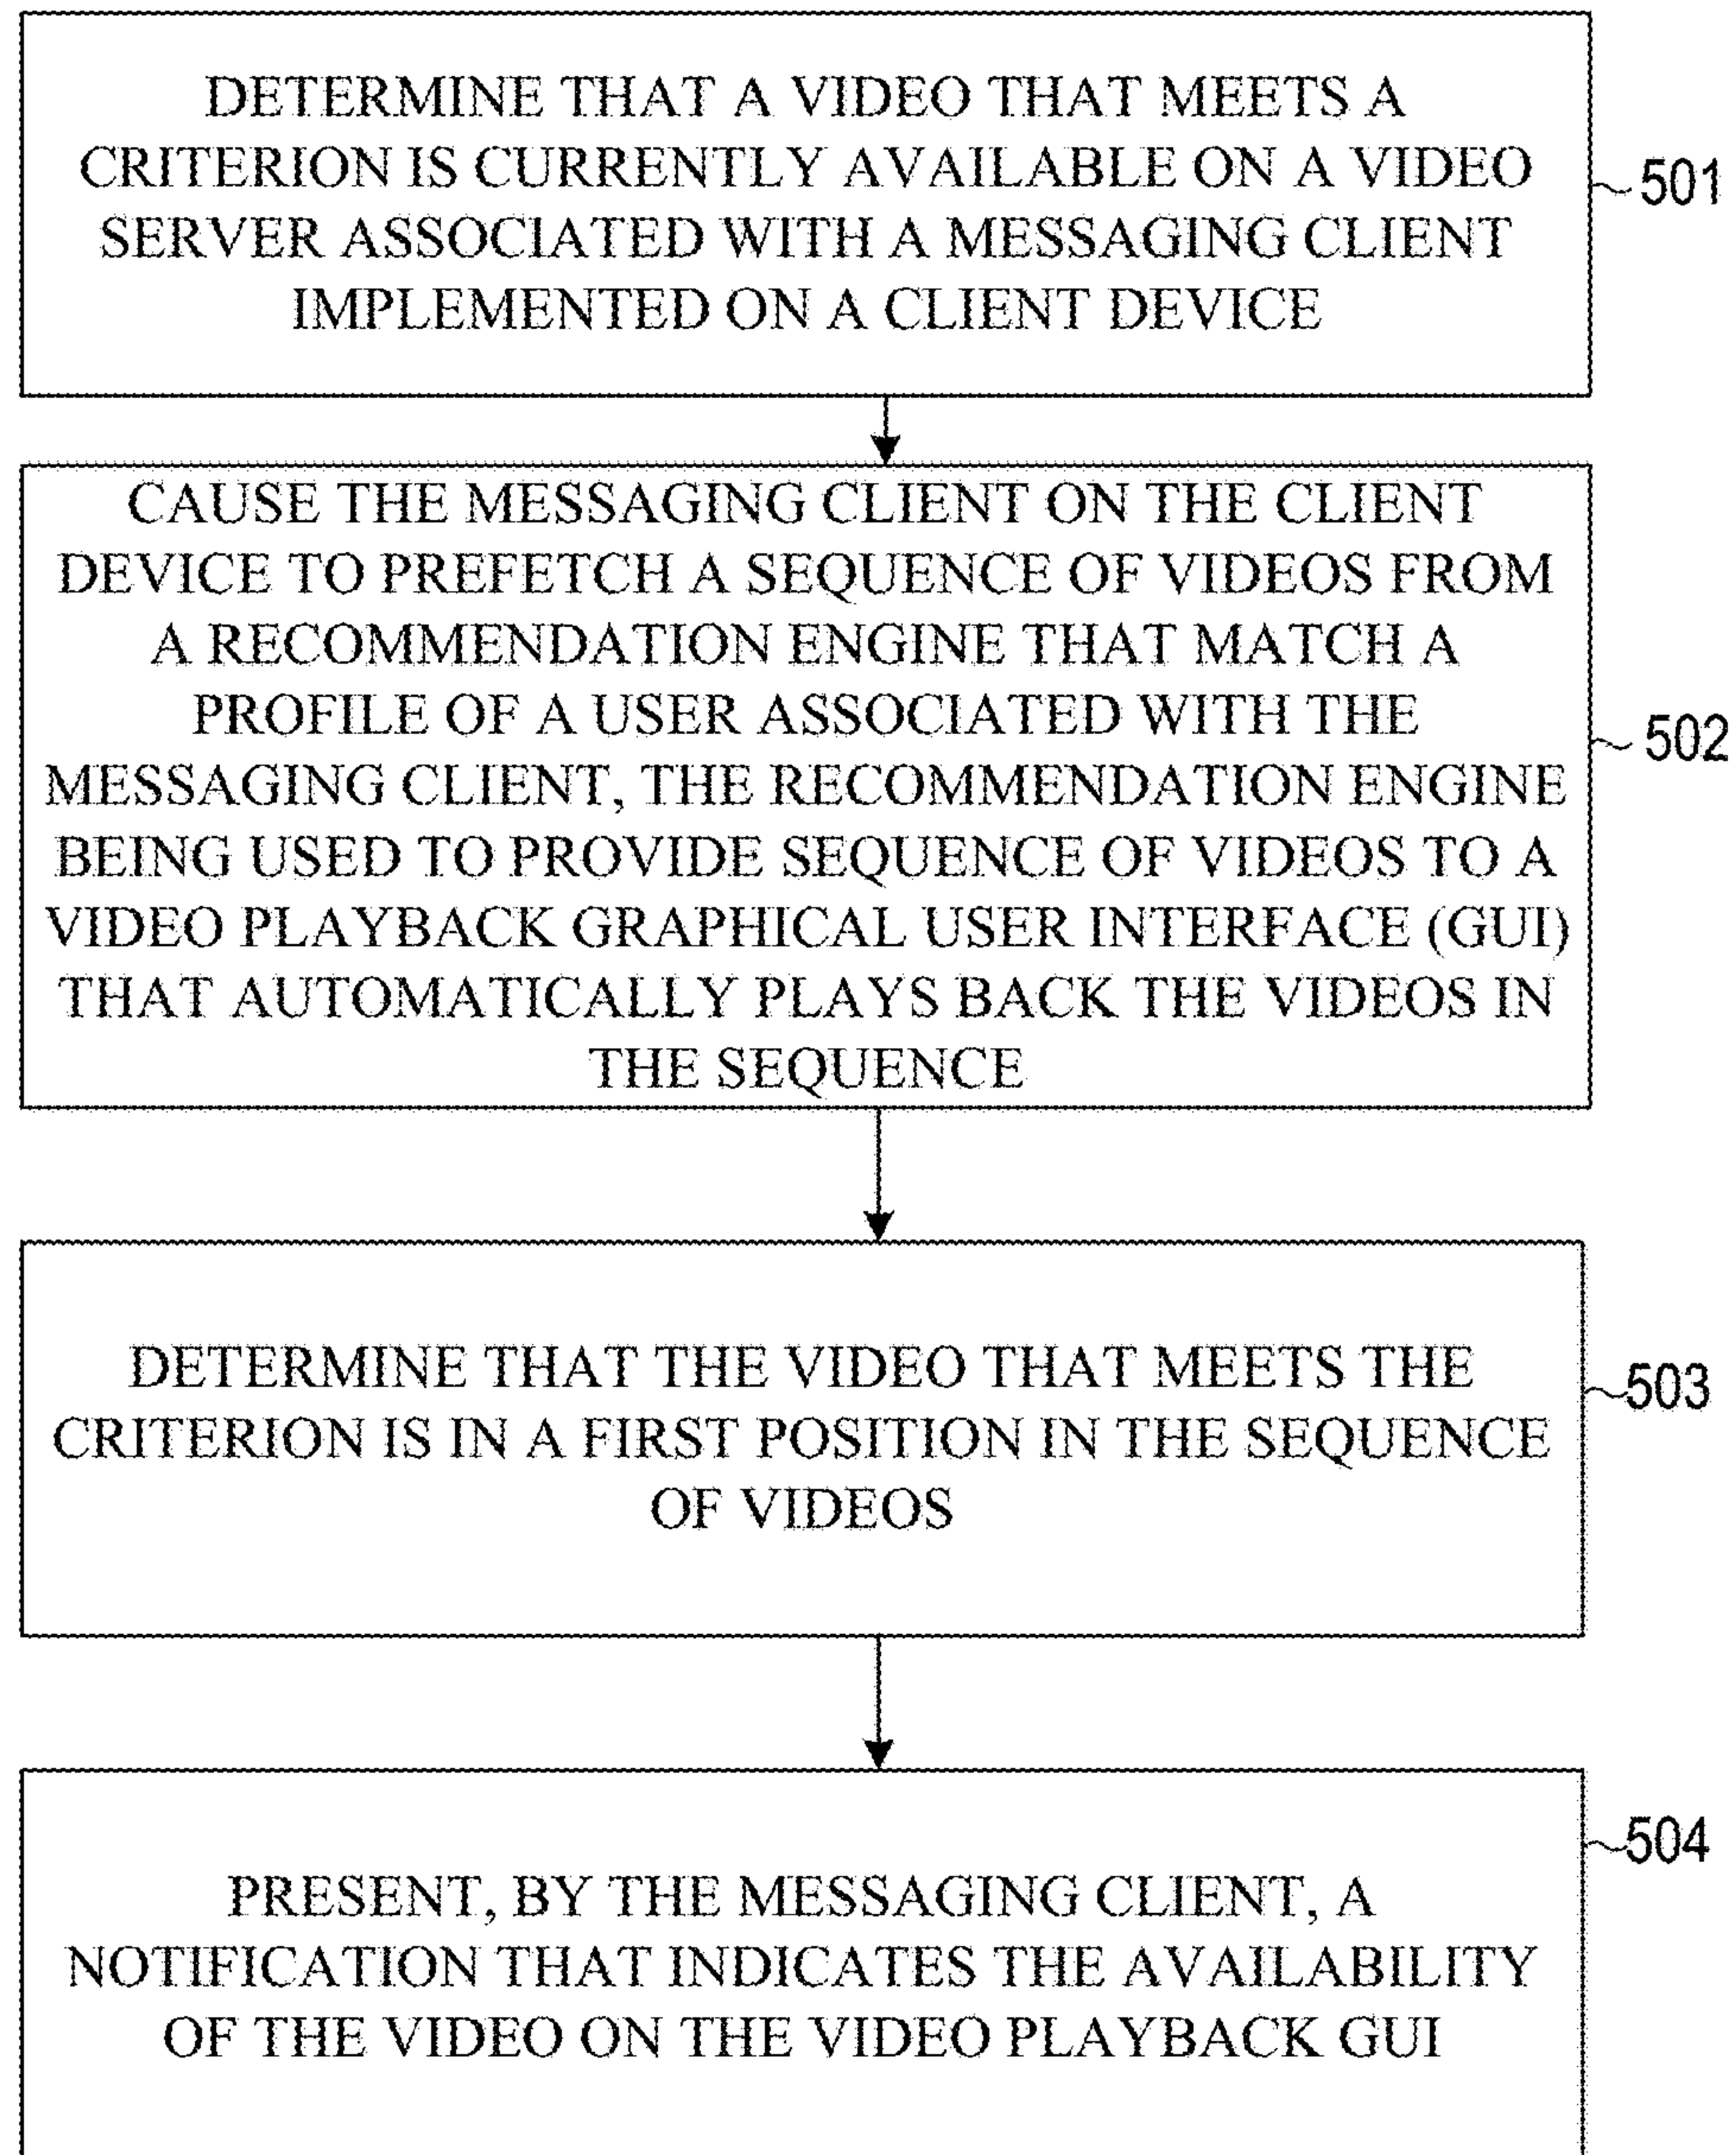 DETERMINE THAT A VIDEO THAT MEETS A
CRITERION IS CURRENTLY AVAILABLE ON A VIDEO
SERVER ASSOCIATED WITH A MESSAGING CLIENT
IMPLEMENTED ON A CLIENT DEVICE
501
CAUSE THE MESSAGING CLIENT ON THE CLIENT
DEVICE TO PREFETCH A SEQUENCE OF VIDEOS FROM
A RECOMMENDATION ENGINE THAT MATCH A
PROFILE OF A USER ASSOCIATED WITH THE
MESSAGING CLIENT, THE RECOMMENDATION ENGINE
BEING USED TO PROVIDE SEQUENCE OF VIDEOS TO A
VIDEO PLAYBACK GRAPHICAL USER INTERFACE (GUI)
THAT AUTOMATICALLY PLAYS BACK THE VIDEOS IN
THE SEQUENCE
502
DETERMINE THAT THE VIDEO THAT MEETS THE
CRITERION IS IN A FIRST POSITION IN THE SEQUENCE
OF VIDEOS
503
PRESENT, BY THE MESSAGING CLIENT, A
NOTIFICATION THAT INDICATES THE AVAILABILITY
OF THE VIDEO ON THE VIDEO PLAYBACK GUI
504